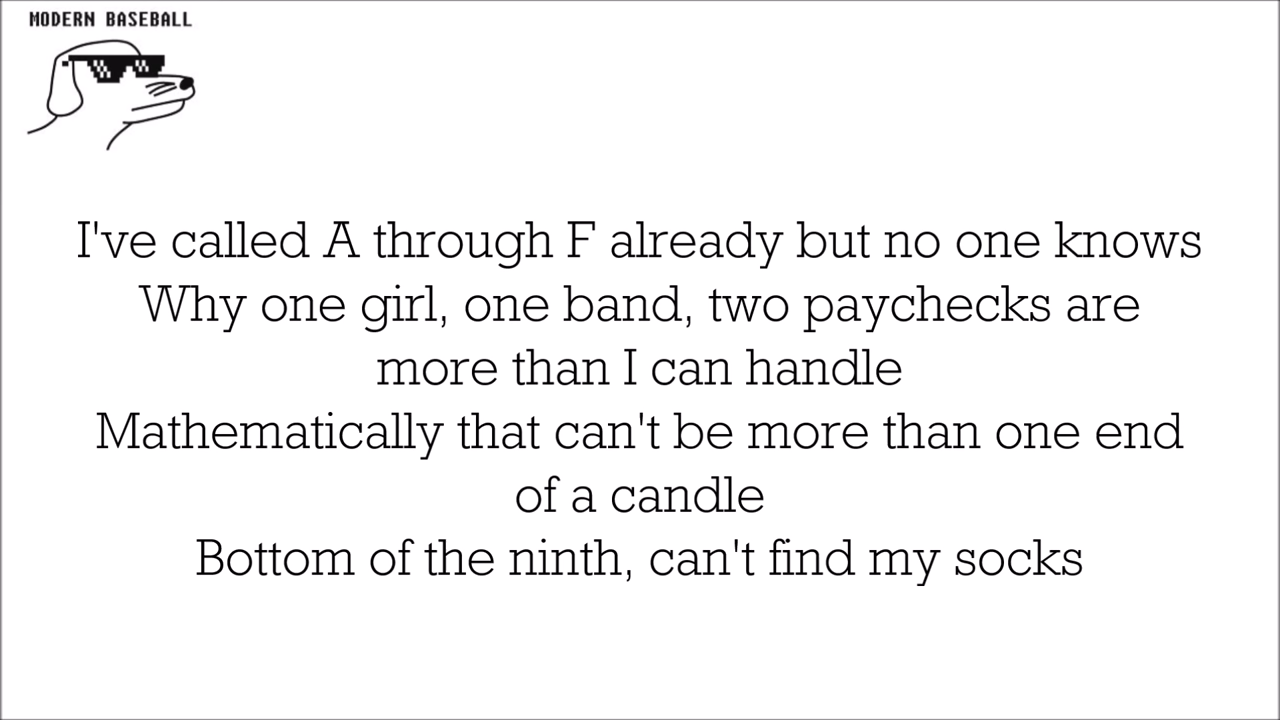 MODERN BASEBALL
I've called A through F already but no one knows
Why one girl, one band, two paychecks are
more than I can handle
Mathematically that can't be more than one end
of a candle
Bottom of the ninth, can't find my socks